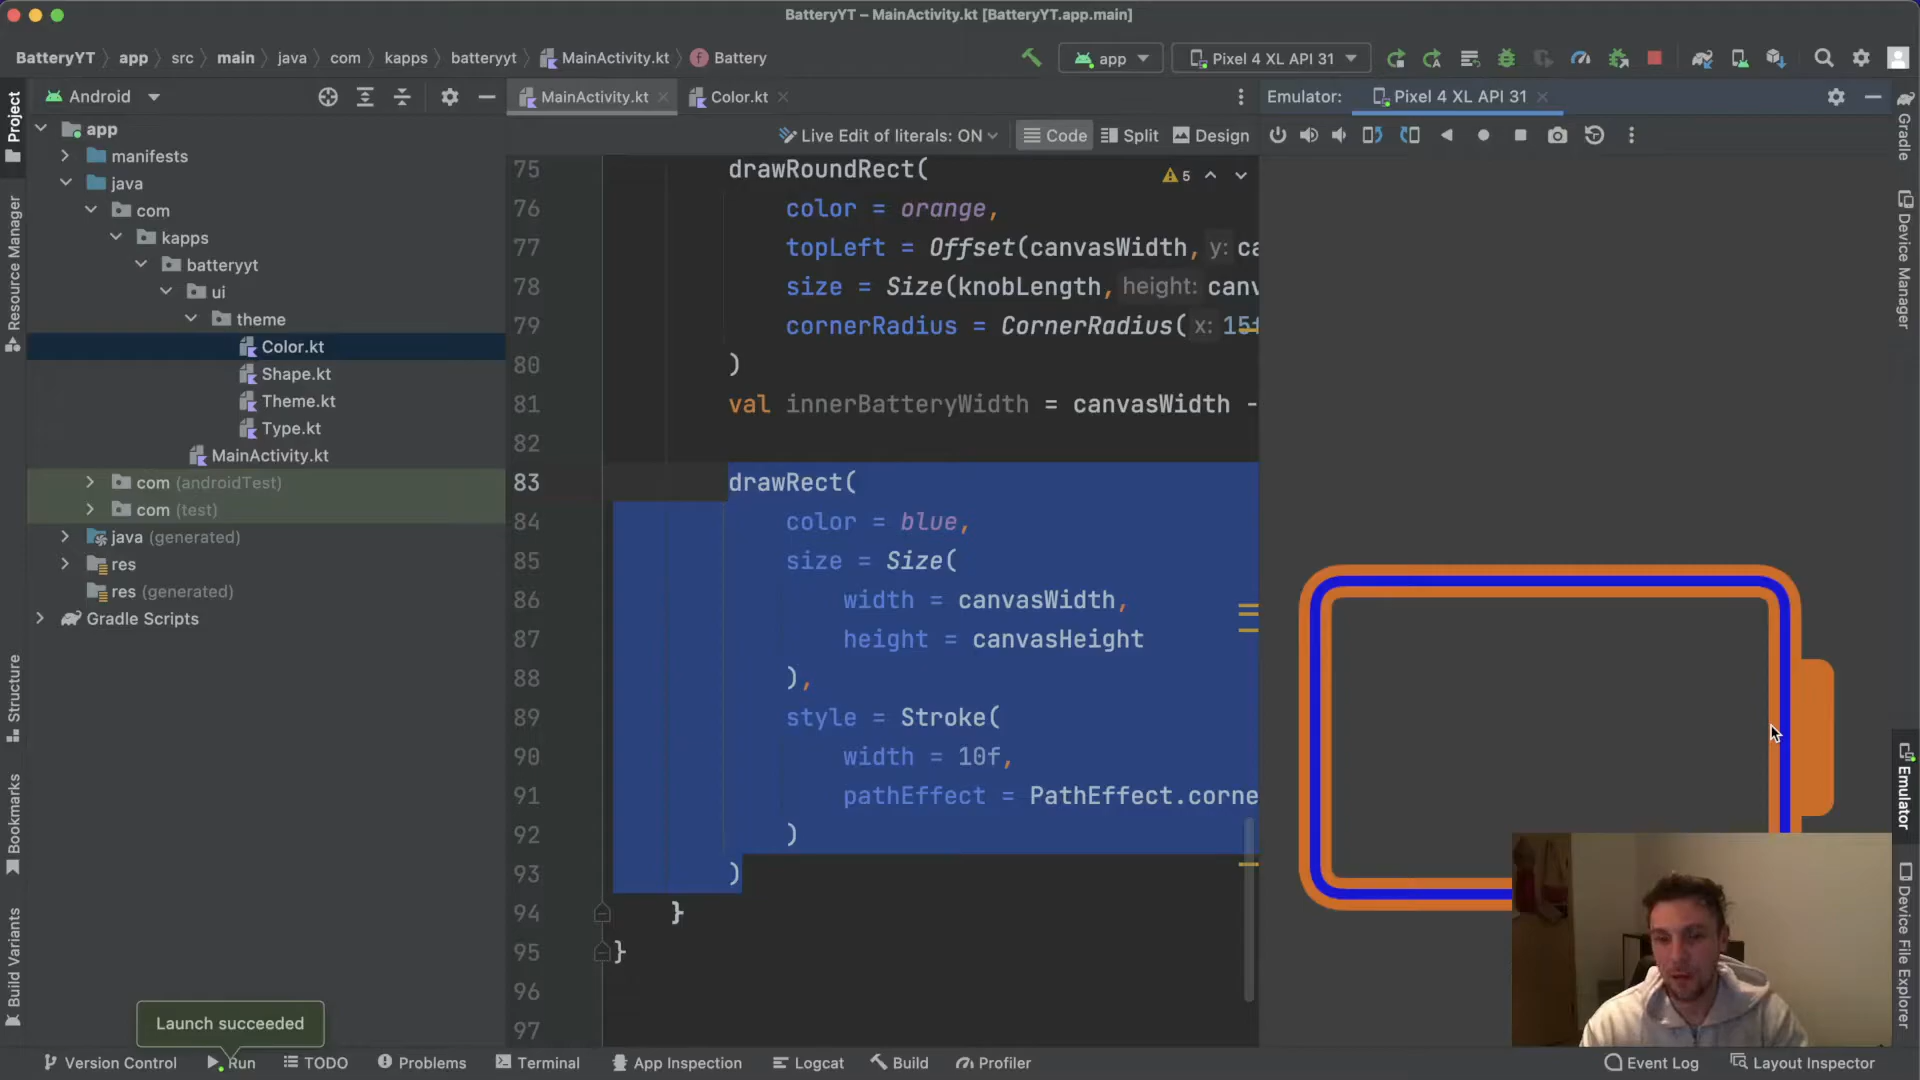 BatteryYT – MainActivity.kt [BatteryYT.app.main]
BatteryYT app src main java com kapps batteryyt MainActivity.kt Battery
app Pixel 4 XL API 31
Android
MainActivity.kt Color.kt
Emulator: Pixel 4 XL API 31
Live Edit of literals: ON Code Split Design
Project
Resource Manager
Structure
Bookmarks
Build Variants
app
manifests
java
com
kapps
batteryyt
ui
theme
Color.kt
Shape.kt
Theme.kt
Type.kt
MainActivity.kt
com (androidTest)
com (test)
java (generated)
res
res (generated)
Gradle Scripts
75 drawRoundRect(
5
76 color = orange,
77 topLeft = Offset(canvasWidth, y: ca
78 size = Size(knobLength, height: canv
79 cornerRadius = CornerRadius( x: 15f
80 )
81 val innerBatteryWidth = canvasWidth -
82
83 drawRect(
84 color = blue,
85 size = Size(
86 width = canvasWidth,
87 height = canvasHeight
88 ),
89 style = Stroke(
90 width = 10f,
91 pathEffect = PathEffect.corne
92 )
93 )
94 }
95 }
96
97
Gradle
Device Manager
Emulator
Device File Explorer
Launch succeeded
Version Control Run TODO Problems Terminal App Inspection Logcat Build Profiler Event Log Layout Inspector